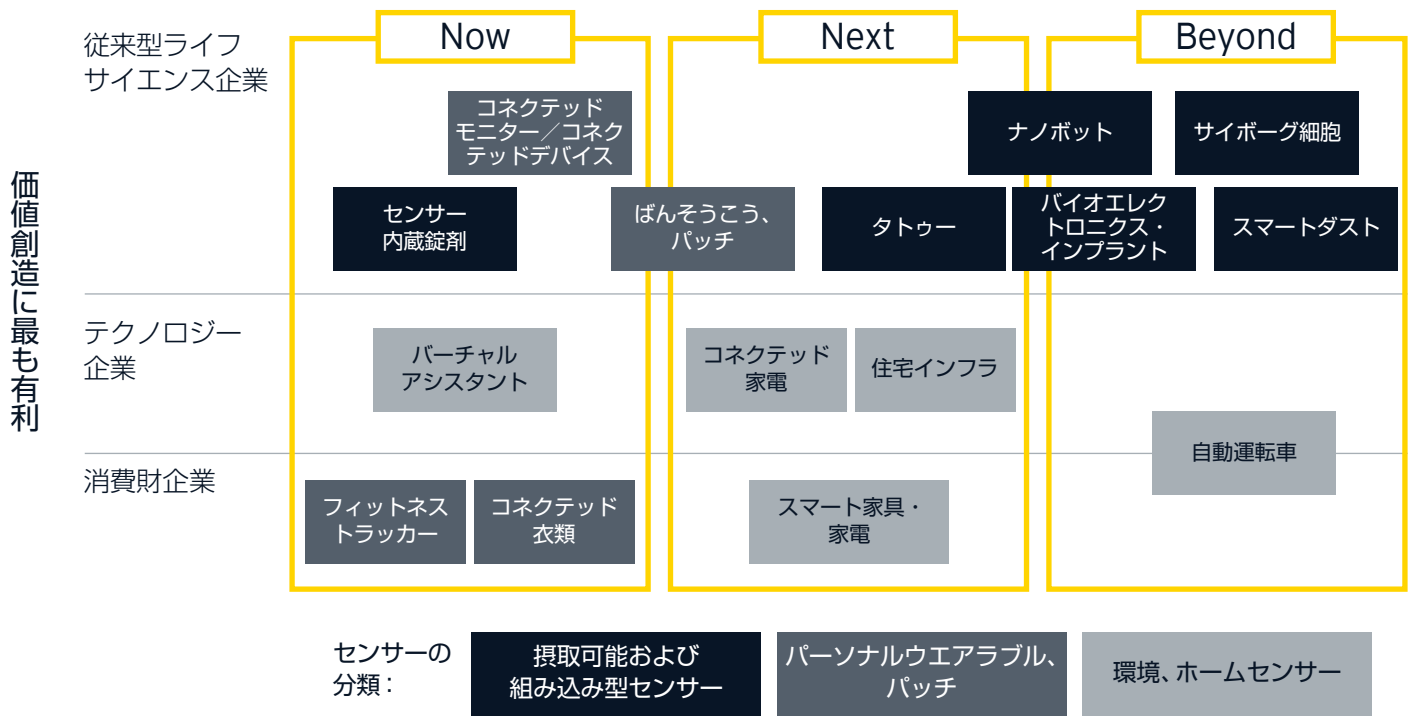 Now
Next
Beyond
価値創造に最も有利
従来型ライフ
サイエンス企業
コネクテッド
モニター／コネク
テッドデバイス
ナノボット
サイボーグ細胞
センサー
内蔵錠剤
ばんそうこう、
パッチ
タトゥー
バイオエレク
トロニクス・
インプラント
スマートダスト
テクノロジー
企業
バーチャル
アシスタント
コネクテッド
家電
住宅インフラ
自動運転車
消費財企業
フィットネス
トラッカー
コネクテッド
衣類
スマート家具・
家電
センサーの
分類：
摂取可能および
組み込み型センサー
パーソナルウエアラブル、
パッチ
環境、ホームセンサー